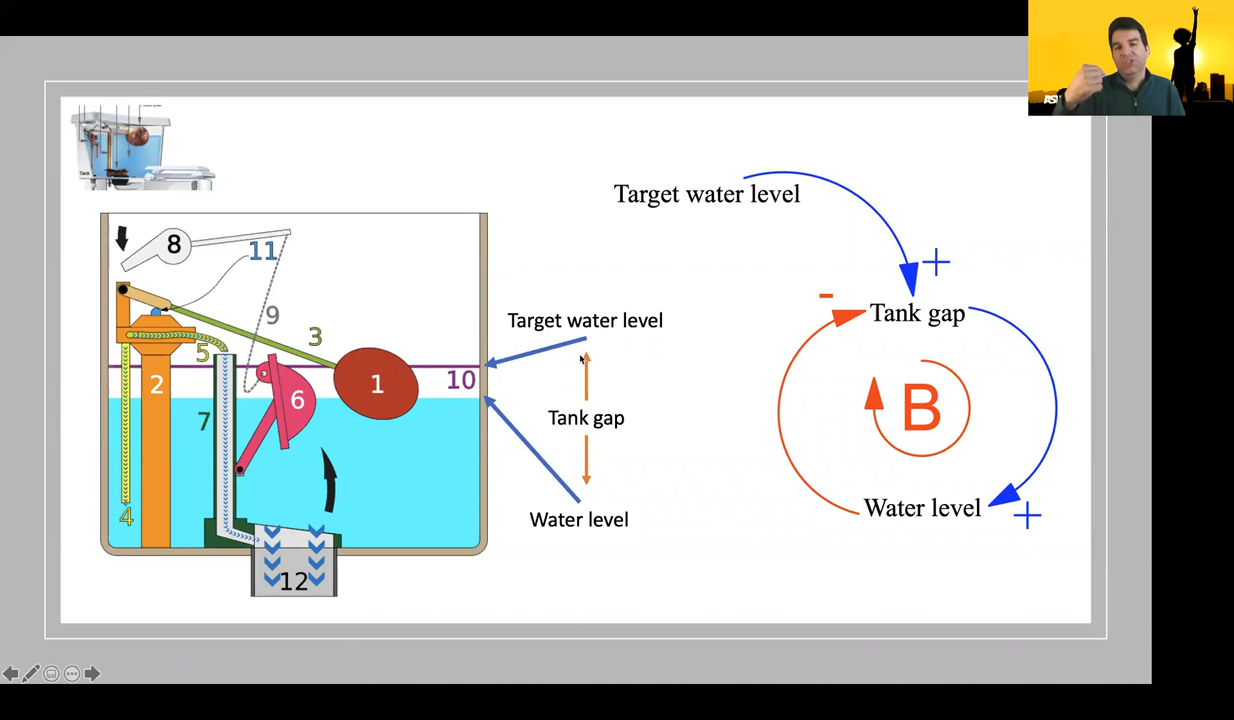 Target water level
+
-
Tank gap
B
Water level
+
8
11
9
3
5
2
10
1
6
7
4
12
Target water level
Tank gap
Water level
AS